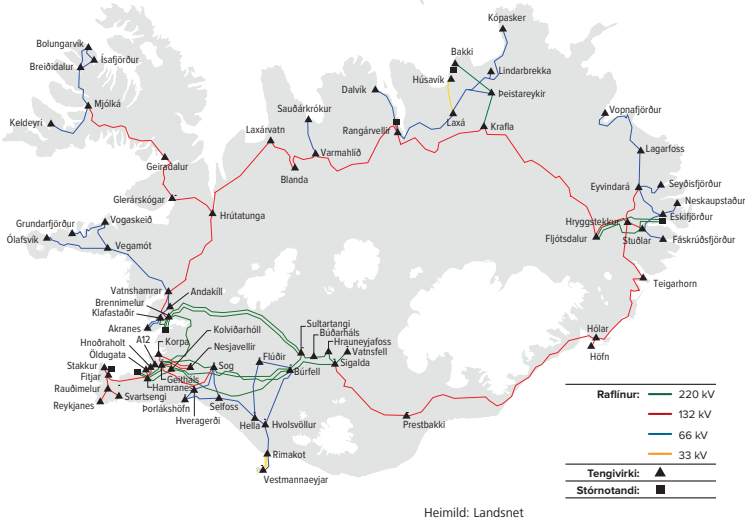 Kópasker
Bolungarvík
Bakki
Ísafjörður
Breiðidalur
Lindarbrekka
Húsavík
Dalvík
Þeistareykir
Mjólká
Sauðárkrókur
Vopnafjörður
Keldeyri
Laxá
Krafla
Laxárvatn
Rangárvellir
Lagarfoss
Varmahlíð
Geiradalur
Blanda
Eyvindará
Seyðisfjörður
Glerárskógar
Neskaupstaður
Hrútatunga
Vogaskeið
Grundarfjörður
Eskifjörður
Hryggstekkur
Ólafsvík
Fljótsdalur
Stuðlar
Fáskrúðsfjörður
Vegamót
Teigarhorn
Vatnshamrar
Andakíll
Brennimelur
Klafastaðir
Sultartangi
Akranes
Kolviðarhóll
Búðarháls
Hólar
A12
Korpa
Hrauneyjafoss
Hnoðraholt
Vatnsfell
Öldugata
Nesjavellir
Flúðir
Höfn
Stakkur
Sog
Sigalda
Fitjar
Geitháls
Búrfell
Rauðimelur
Hamranes
Svartsengi
Reykjanes
Þorlákshöfn
Selfoss
Hveragerði
Hella
Hvolsvöllur
Prestbakki
Rimakot
Vestmannaeyjar
Raflínur:
220 kV
132 kV
66 kV
33 kV
Tengivirki:
Stórnotandi:
Heimild: Landsnet